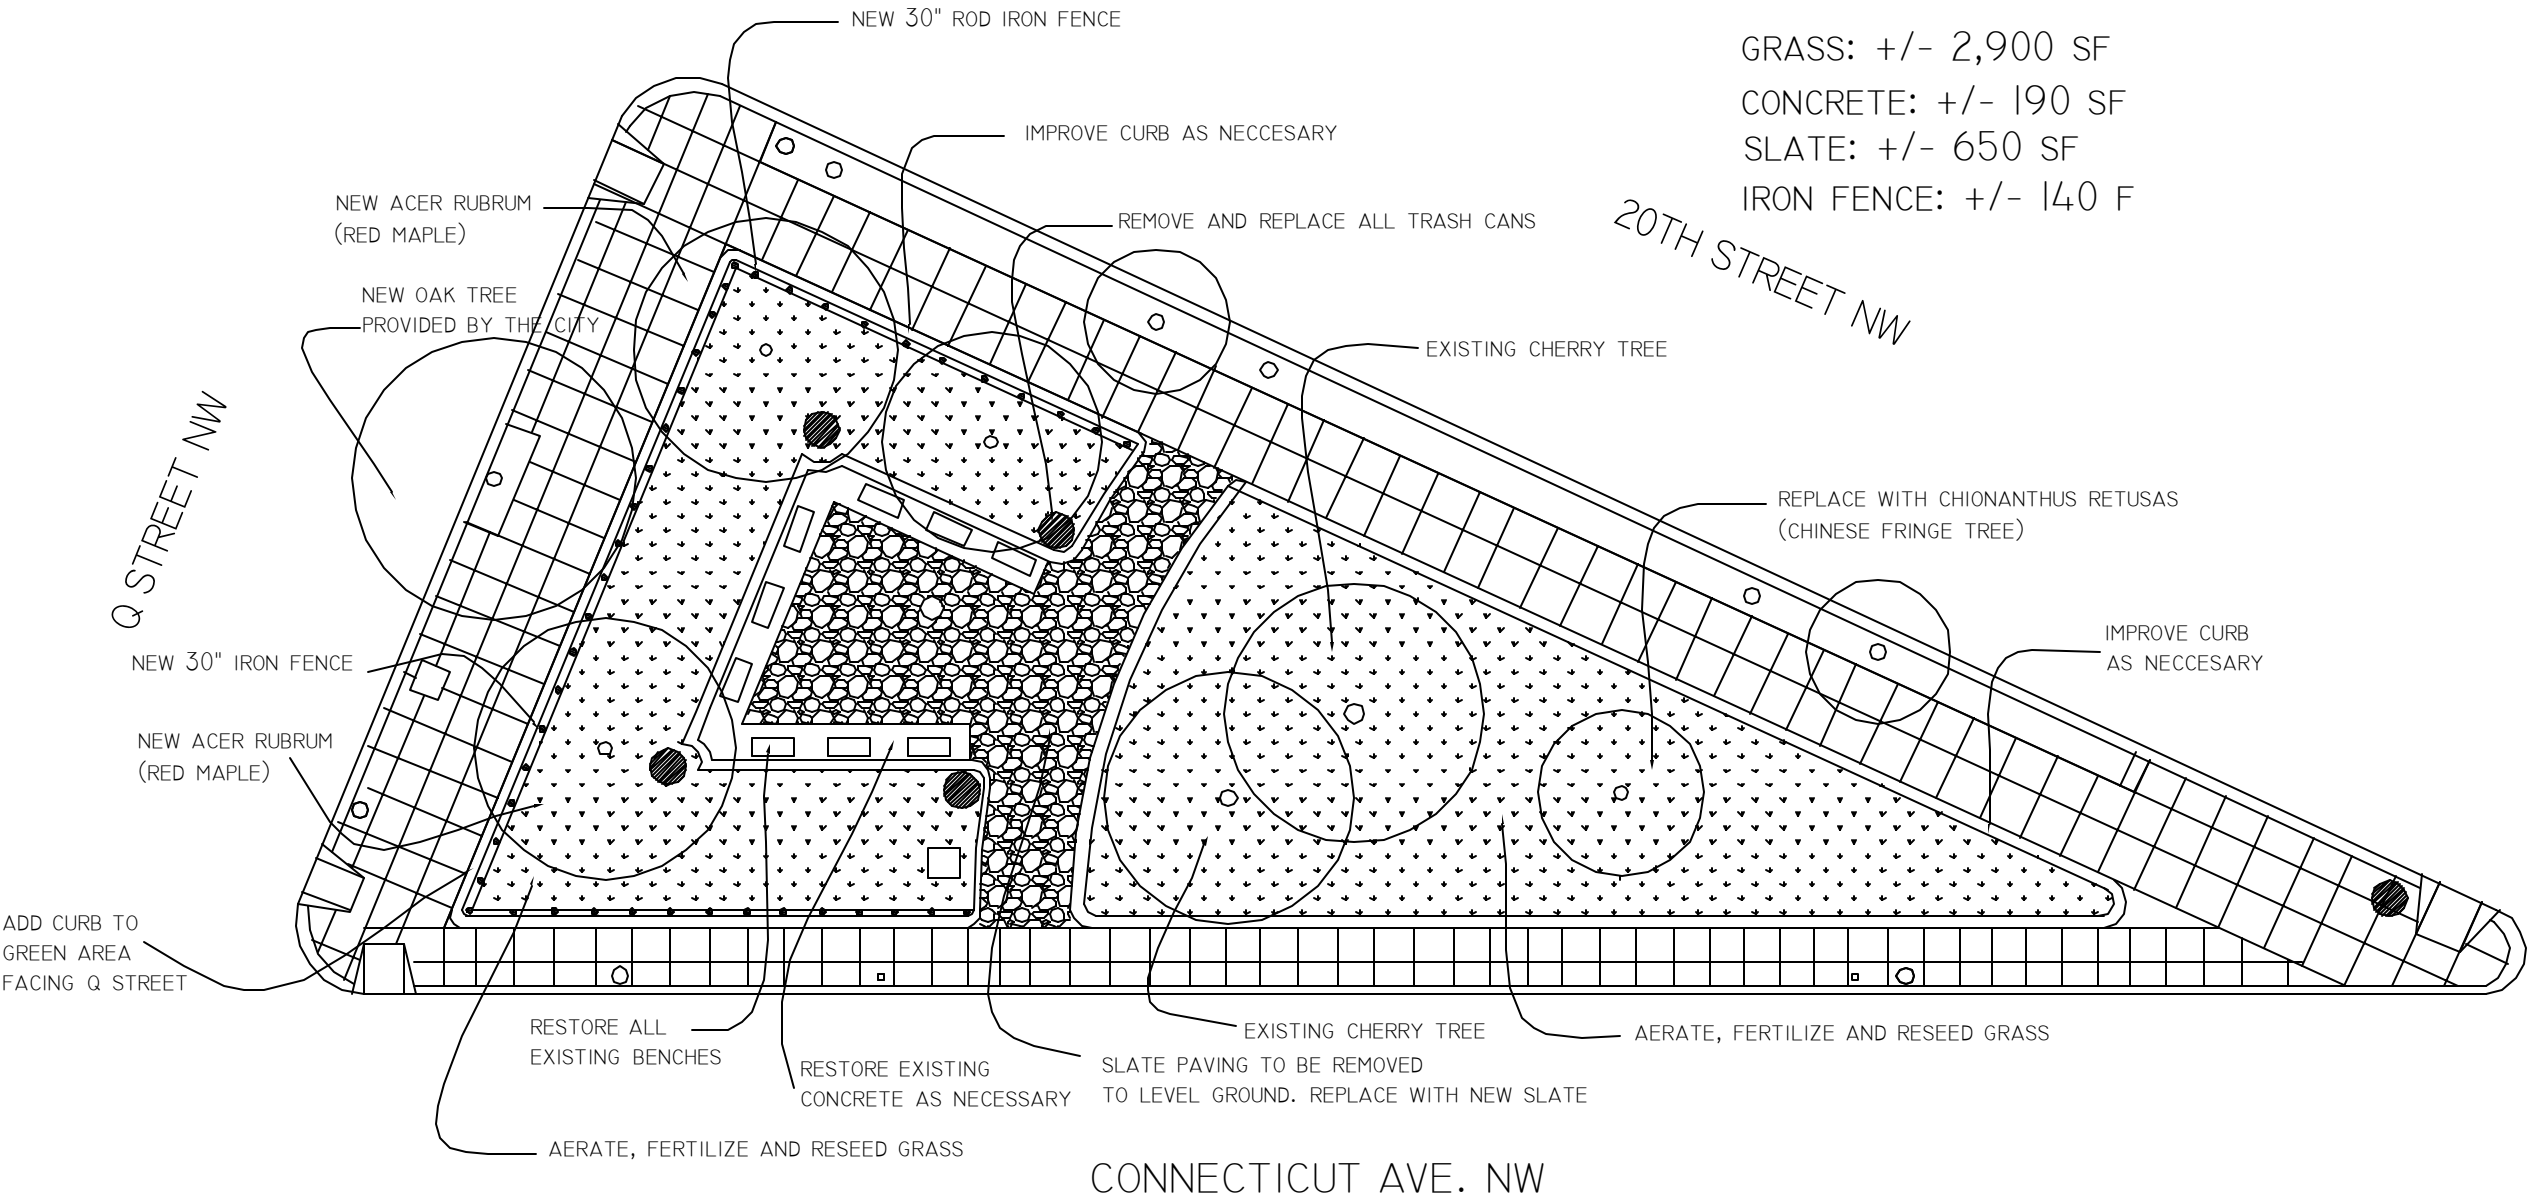 NEW 30" ROD IRON FENCE
GRASS: +/- 2,900 SF
CONCRETE: +/- 190 SF
SLATE: +/- 650 SF
IRON FENCE: +/- 140 F
IMPROVE CURB AS NECCESARY
NEW ACER RUBRUM
(RED MAPLE)
REMOVE AND REPLACE ALL TRASH CANS
20TH STREET NW
NEW OAK TREE
PROVIDED BY THE CITY
EXISTING CHERRY TREE
Q STREET NW
REPLACE WITH CHIONANTHUS RETUSAS
(CHINESE FRINGE TREE)
IMPROVE CURB
AS NECCESARY
NEW 30" IRON FENCE
NEW ACER RUBRUM
(RED MAPLE)
ADD CURB TO
GREEN AREA
FACING Q STREET
RESTORE ALL
EXISTING BENCHES
RESTORE EXISTING
CONCRETE AS NECESSARY
EXISTING CHERRY TREE
SLATE PAVING TO BE REMOVED
TO LEVEL GROUND. REPLACE WITH NEW SLATE
AERATE, FERTILIZE AND RESEED GRASS
AERATE, FERTILIZE AND RESEED GRASS
CONNECTICUT AVE. NW